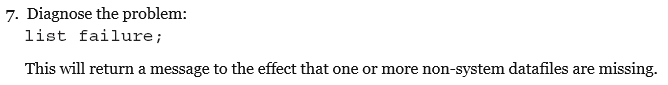 7. Diagnose the problem:
list failure;
This will return a message to the effect that one or more non-system datafiles are missing.